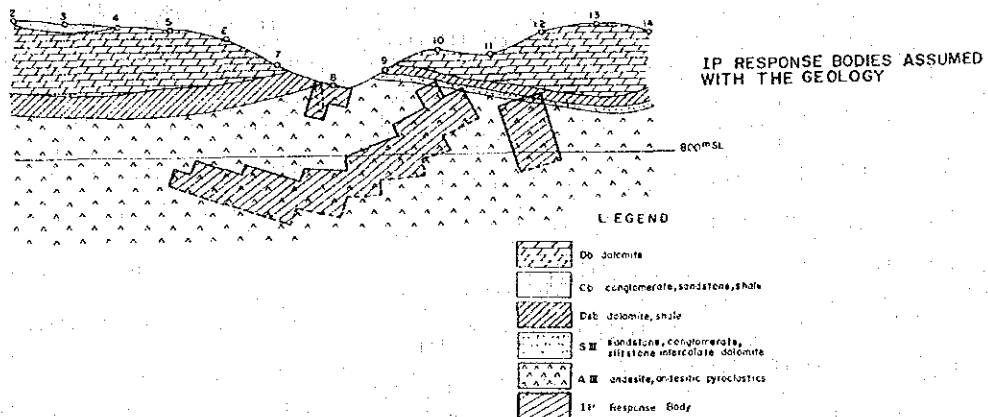 2 3 4 5 6 7 8 9 10 11 12 13 14
IP RESPONSE BODIES ASSUMED
WITH THE GEOLOGY
800mSL
LEGEND
Db dolomite
Cb conglomerate, sandstone, shale
Dsb dolomite, shale
S III sandstone, conglomerate,
siltstone intercolate dolomite
A III andesite, andesitic pyroclastics
IP Response Body